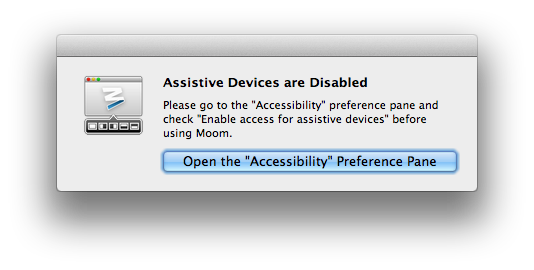 Assistive Devices are Disabled
Please go to the "Accessibility" preference pane and
check "Enable access for assistive devices" before
using Moom.
Open the "Accessibility" Preference Pane